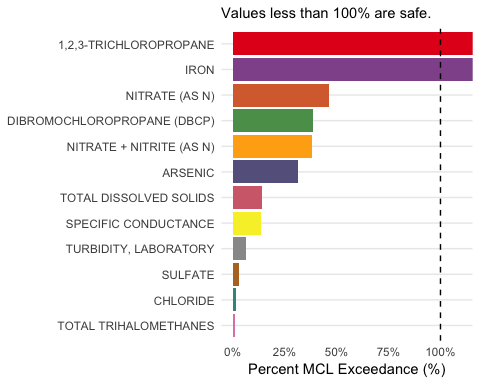 Values less than 100% are safe.
1,2,3-TRICHLOROPROPANE
IRON
NITRATE (AS N)
DIBROMOCHLOROPROPANE (DBCP)
NITRATE + NITRITE (AS N)
ARSENIC
TOTAL DISSOLVED SOLIDS
SPECIFIC CONDUCTANCE
TURBIDITY, LABORATORY
SULFATE
CHLORIDE
TOTAL TRIHALOMETHANES
0% 25% 50% 75% 100%
Percent MCL Exceedance (%)